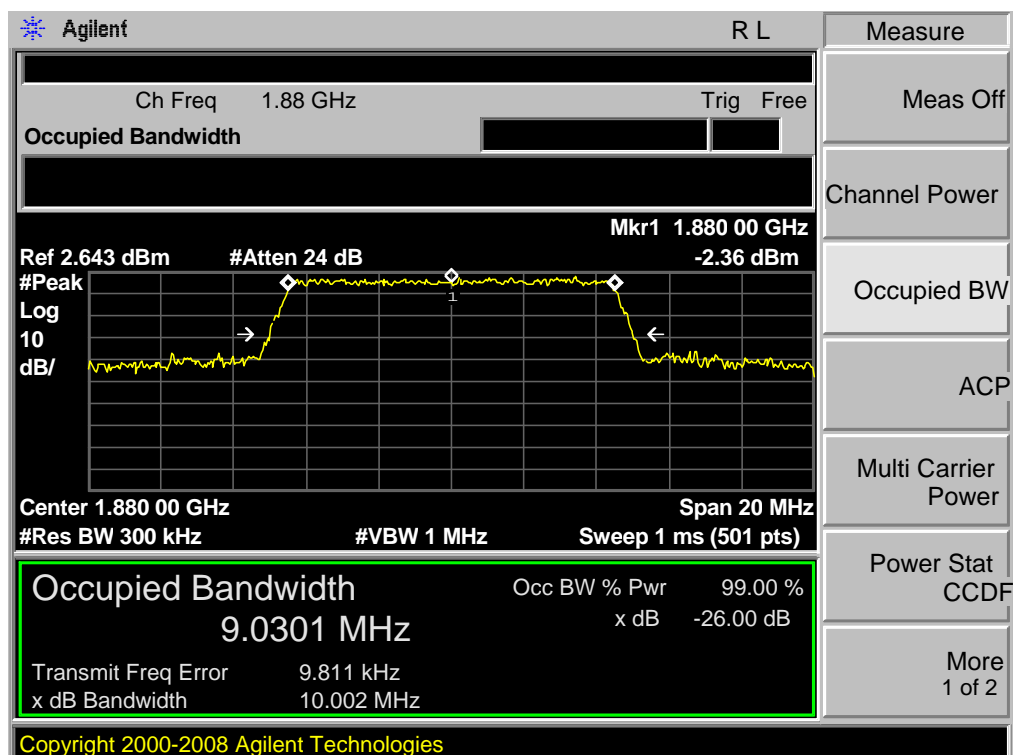 Agilent R L Measure
Ch Freq 1.88 GHz Trig Free
Occupied Bandwidth
Meas Off
Channel Power
Mkr1 1.880 00 GHz
Ref 2.643 dBm #Atten 24 dB -2.36 dBm
#Peak
Log
10
dB/
1
Occupied BW
ACP
Multi Carrier
Power
Center 1.880 00 GHz Span 20 MHz
#Res BW 300 kHz #VBW 1 MHz Sweep 1 ms (501 pts)
Occupied Bandwidth Occ BW % Pwr 99.00 %
9.0301 MHz x dB -26.00 dB
Transmit Freq Error 9.811 kHz
x dB Bandwidth 10.002 MHz
Power Stat
CCDF
More
1 of 2
Copyright 2000-2008 Agilent Technologies